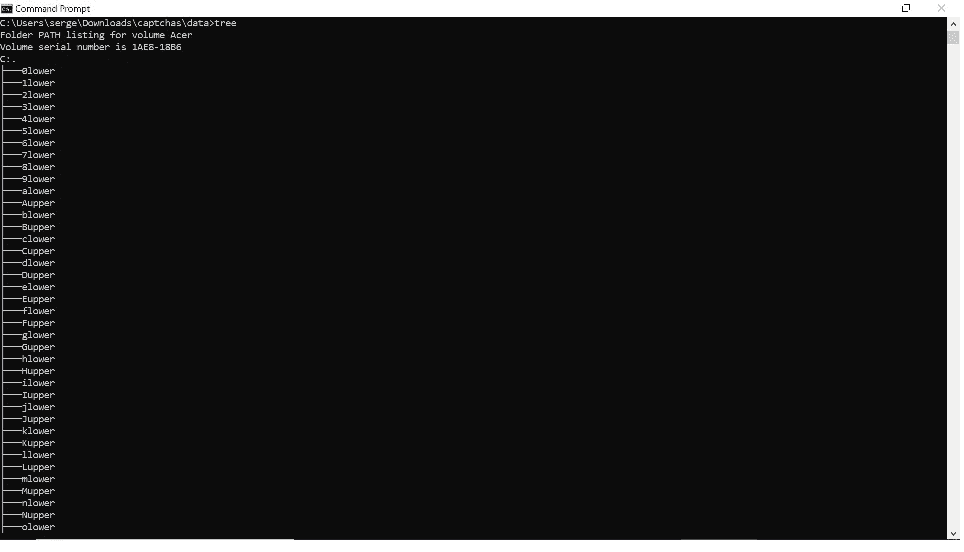 Command Prompt
C:\Users\serge\Downloads\captchas\data>tree
Folder PATH listing for volume Acer
Volume serial number is 1AE8-18B6
C:.
├───0lower
├───1lower
├───2lower
├───3lower
├───4lower
├───5lower
├───6lower
├───7lower
├───8lower
├───9lower
├───alower
├───Aupper
├───blower
├───Bupper
├───clower
├───Cupper
├───dlower
├───Dupper
├───elower
├───Eupper
├───flower
├───Fupper
├───glower
├───Gupper
├───hlower
├───Hupper
├───ilower
├───Iupper
├───jlower
├───Jupper
├───klower
├───Kupper
├───llower
├───Lupper
├───mlower
├───Mupper
├───nlower
├───Nupper
├───olower